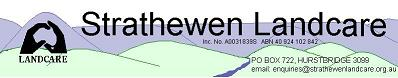 Strathewen Landcare
Inc. No. A0031839B ABN 40 924 102 842
LANDCARE
PO BOX 722, HURSTBRIDGE 3099
email: enquiries@strathewenlandcare.org.au